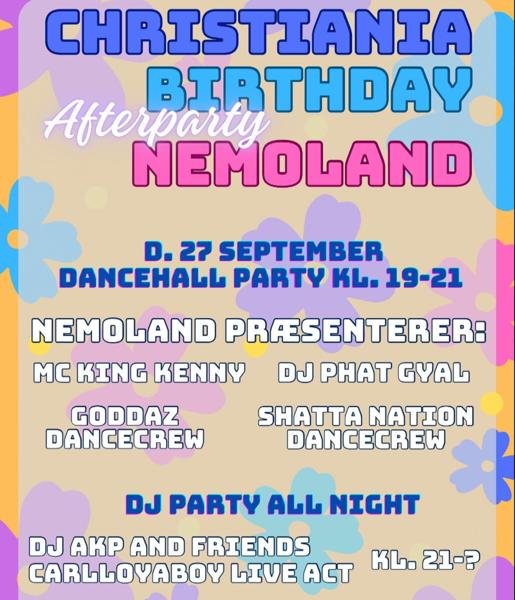 CHRISTIANIA
BIRTHDAY
Afterparty
NEMOLAND
D. 27 SEPTEMBER
DANCEHALL PARTY KL. 19-21
NEMOLAND PRÆSENTERER:
MC KING KENNY DJ PHAT GYAL
GODDAZ SHATTA NATION
DANCECREW DANCECREW
DJ PARTY ALL NIGHT
DJ AKP AND FRIENDS
CARLLOYABOY LIVE ACT KL. 21-?